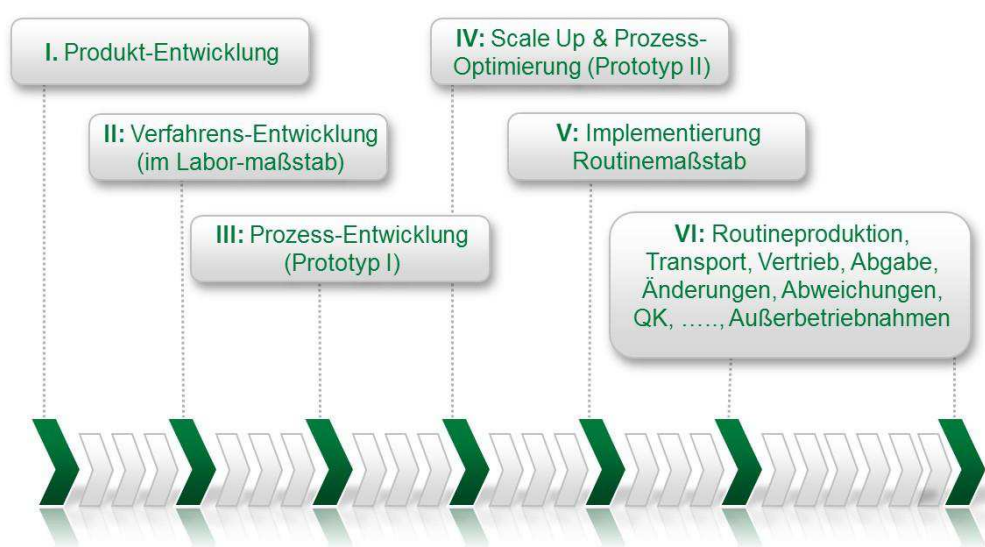 I. Produkt-Entwicklung
II: Verfahrens-Entwicklung
(im Labor-maßstab)
III: Prozess-Entwicklung
(Prototyp I)
IV: Scale Up & Prozess-
Optimierung (Prototyp II)
V: Implementierung
Routinemaßstab
VI: Routineproduktion,
Transport, Vertrieb, Abgabe,
Änderungen, Abweichungen,
QK, ....., Außerbetriebnahmen